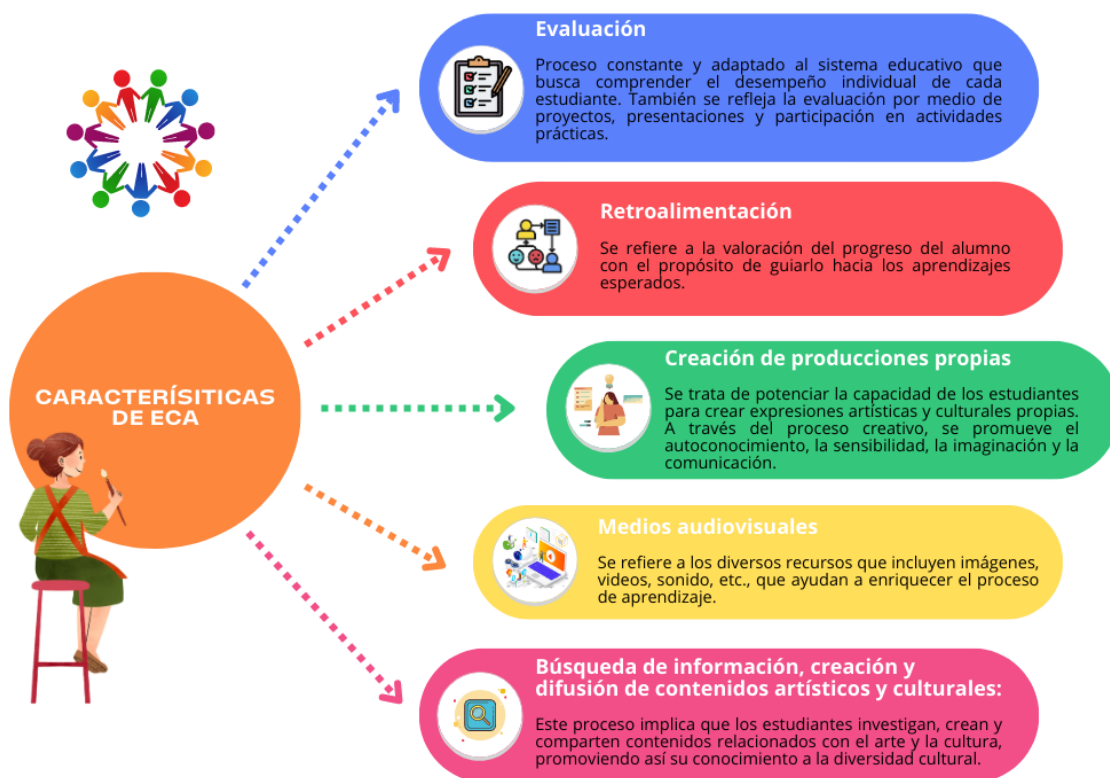 CARACTERÍSITICAS
DE ECA
Evaluación
Proceso constante y adaptado al sistema educativo que
busca comprender el desempeño individual de cada
estudiante. También se refleja la evaluación por medio de
proyectos, presentaciones y participación en actividades
prácticas.
Retroalimentación
Se refiere a la valoración del progreso del alumno
con el propósito de guiarlo hacia los aprendizajes
esperados.
Creación de producciones propias
Se trata de potenciar la capacidad de los estudiantes
para crear expresiones artísticas y culturales propias.
A través del proceso creativo, se promueve el
autoconocimiento, la sensibilidad, la imaginación y la
comunicación.
Medios audiovisuales
Se refiere a los diversos recursos que incluyen imágenes,
videos, sonido, etc., que ayudan a enriquecer el proceso
de aprendizaje.
Búsqueda de información, creación y
difusión de contenidos artísticos y culturales:
Este proceso implica que los estudiantes investigan, crean y
comparten contenidos relacionados con el arte y la cultura,
promoviendo así su conocimiento a la diversidad cultural.